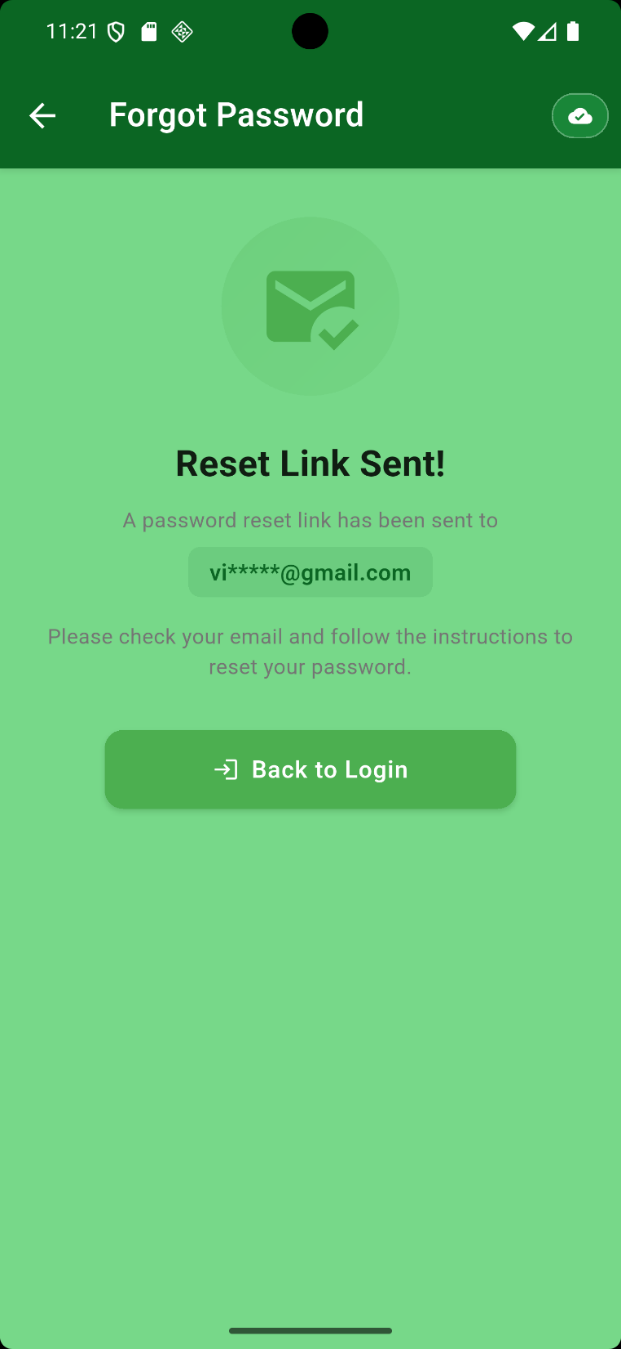 11:21
Forgot Password
Reset Link Sent!
A password reset link has been sent to
vi*****@gmail.com
Please check your email and follow the instructions to
reset your password.
Back to Login